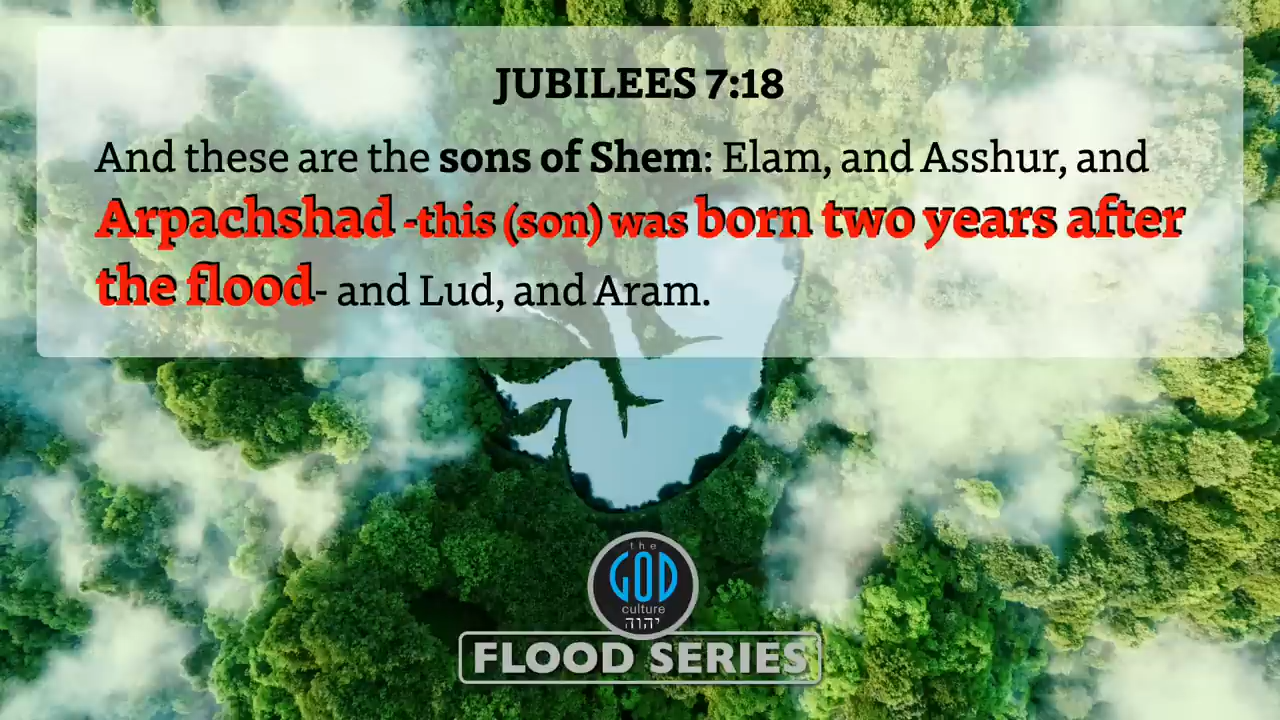 JUBILEES 7:18
And these are the sons of Shem: Elam, and Asshur, and
Arpachshad -this (son) was born two years after
the flood- and Lud, and Aram.
the
GOD
culture
יהוה
FLOOD SERIES